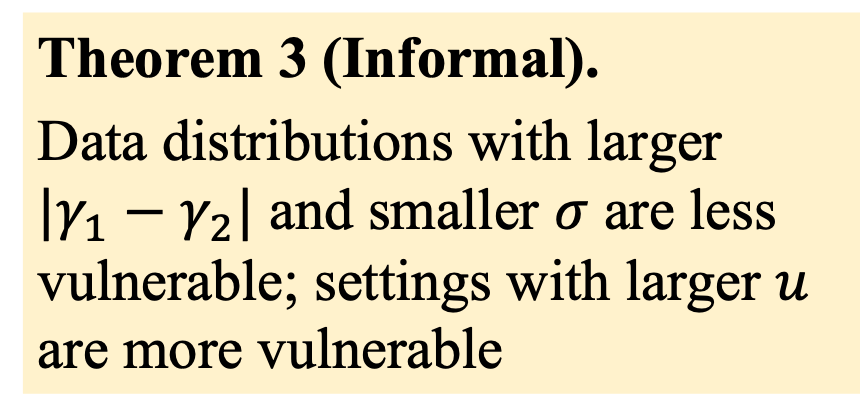 Theorem 3 (Informal).
Data distributions with larger
|γ₁ − γ₂| and smaller σ are less
vulnerable; settings with larger u
are more vulnerable